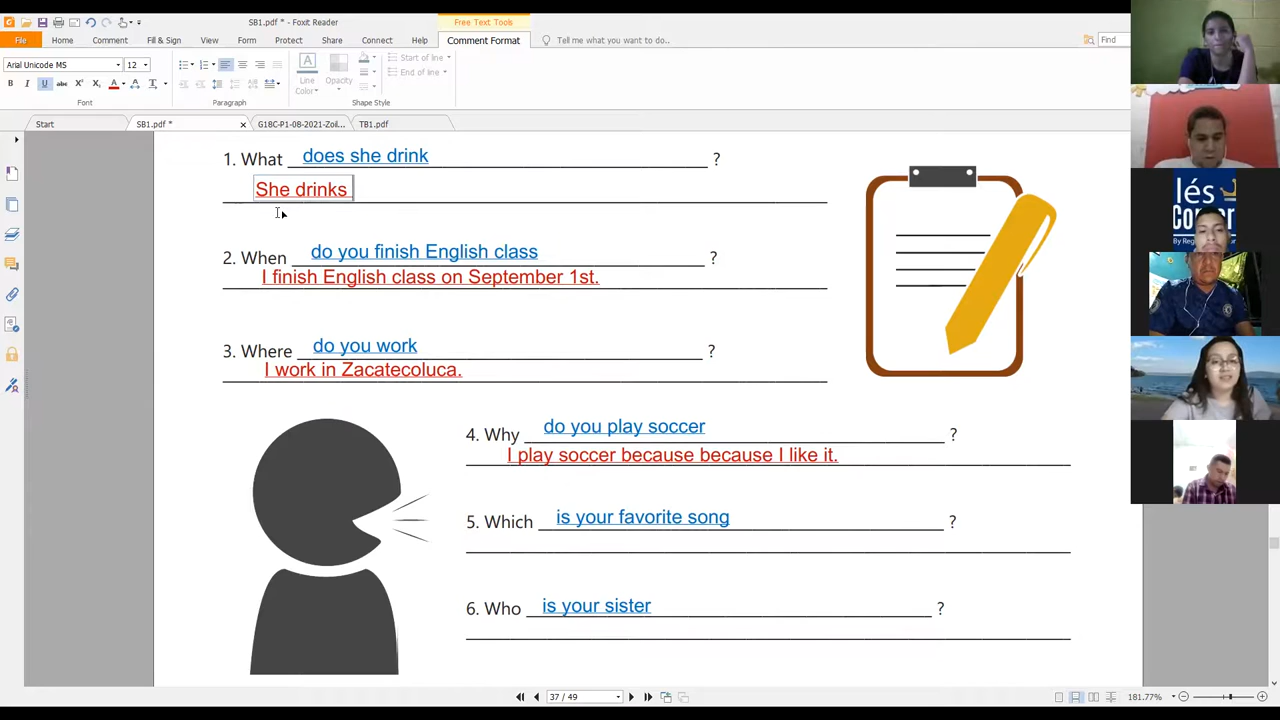 SB1.pdf * - Foxit Reader
Free Text Tools
File Home Comment Fill & Sign View Form Protect Share Connect Help Comment Format Tell me what you want to do.. Find
Arial Unicode MS 12
Start of line
End of line
Line Color Opacity
B I U abc X² X₂ A T
Font Paragraph Shape Style
Start SB1.pdf * G18C-P1-08-2021-Zoil... TB1.pdf
1. What does she drink ?
She drinks
2. When do you finish English class ?
I finish English class on September 1st.
3. Where do you work ?
I work in Zacatecoluca.
4. Why do you play soccer ?
I play soccer because because I like it.
5. Which is your favorite song ?
6. Who is your sister ?
37 / 49
181.77%